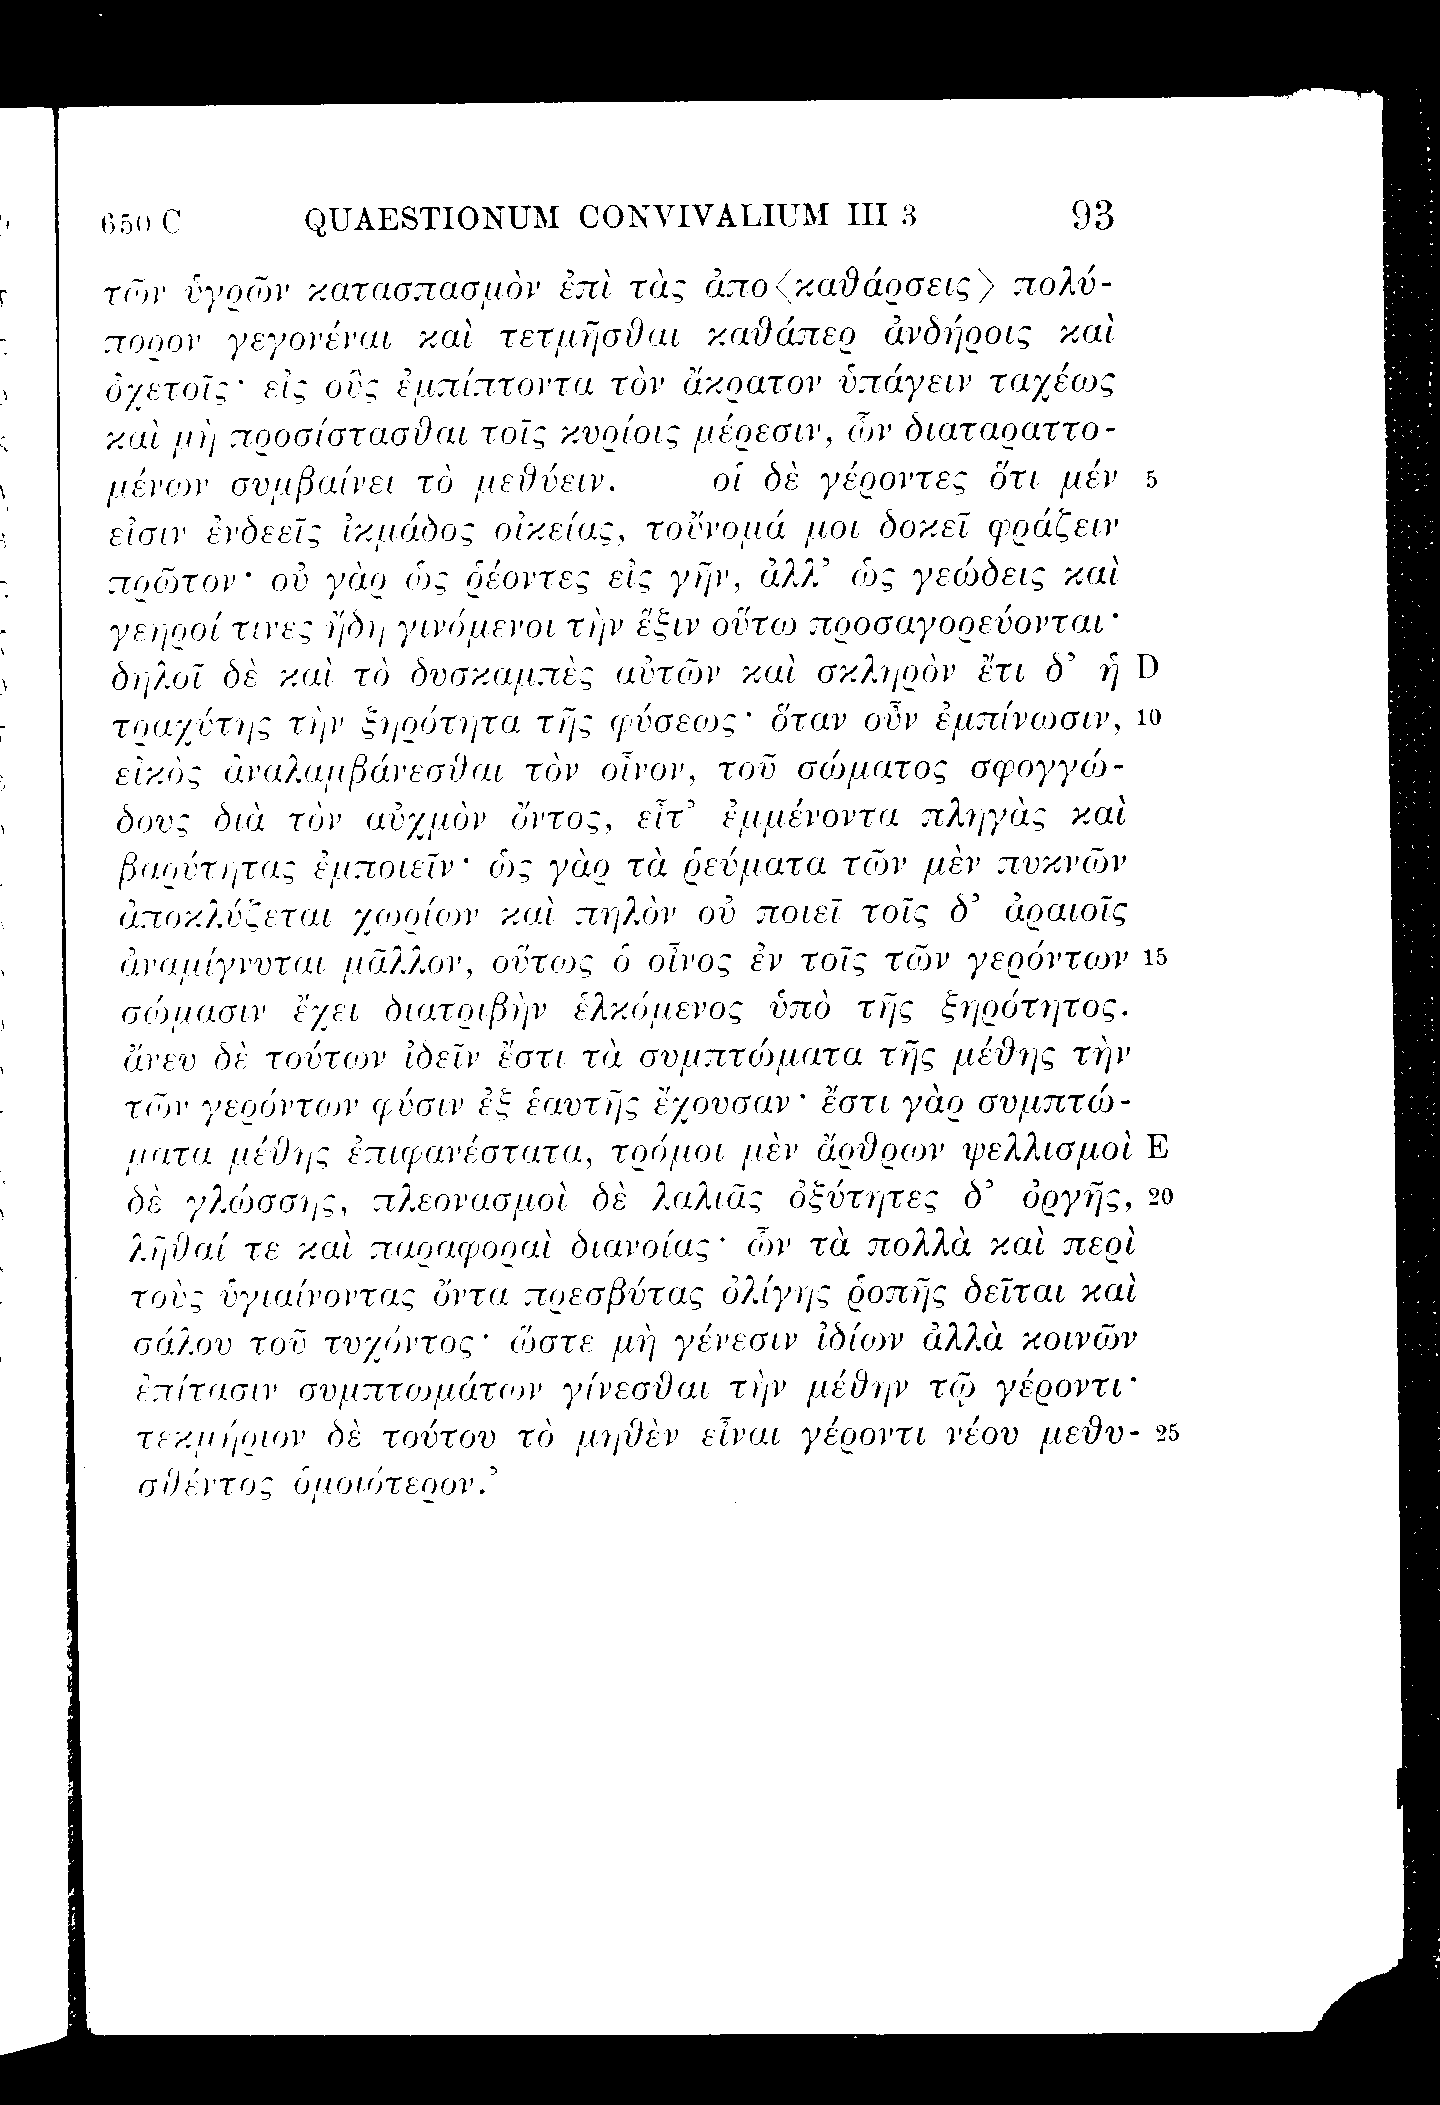 650 C QUAESTIONUM CONVIVALIUM III 3 93
τῶν ὑγρῶν κατασπασμὸν ἐπὶ τὰς ἀπο⟨καθάρσεις⟩ πολύ-
πορον γεγονέναι καὶ τετμῆσθαι καθάπερ ἀνδήροις καὶ
ὀχετοῖς· εἰς οὓς ἐμπίπτοντα τὸν ἄκρατον ὑπάγειν ταχέως
καὶ μὴ προσίστασθαι τοῖς κυρίοις μέρεσιν, ὧν διαταραττο-
μένων συμβαίνει τὸ μεθύειν. οἱ δὲ γέροντες ὅτι μέν 5
εἰσιν ἐνδεεῖς ἰκμάδος οἰκείας, τοὔνομά μοι δοκεῖ φράζειν
πρῶτον· οὐ γὰρ ὡς ῥέοντες εἰς γῆν, ἀλλ’ ὡς γεώδεις καὶ
γεηροί τινες ἤδη γινόμενοι τὴν ἕξιν οὕτω προσαγορεύονται·
δηλοῖ δὲ καὶ τὸ δυσκαμπὲς αὐτῶν καὶ σκληρὸν ἔτι δ’ ἡ D
τραχύτης τὴν ξηρότητα τῆς φύσεως· ὅταν οὖν ἐμπίνωσιν, 10
εἰκὸς ἀναλαμβάνεσθαι τὸν οἶνον, τοῦ σώματος σφογγώ-
δους διὰ τὸν αὐχμὸν ὄντος, εἶτ’ ἐμμένοντα πληγὰς καὶ
βαρύτητας ἐμποιεῖν· ὡς γὰρ τὰ ῥεύματα τῶν μὲν πυκνῶν
ἀποκλύζεται χωρίων καὶ πηλὸν οὐ ποιεῖ τοῖς δ’ ἀραιοῖς
ἀναμίγνυται μᾶλλον, οὕτως ὁ οἶνος ἐν τοῖς τῶν γερόντων 15
σώμασιν ἔχει διατριβὴν ἑλκόμενος ὑπὸ τῆς ξηρότητος.
ἄνευ δὲ τούτων ἰδεῖν ἔστι τὰ συμπτώματα τῆς μέθης τὴν
τῶν γερόντων φύσιν ἐξ ἑαυτῆς ἔχουσαν· ἔστι γὰρ συμπτώ-
ματα μέθης ἐπιφανέστατα, τρόμοι μὲν ἄρθρων ψελλισμοὶ E
δὲ γλώσσης, πλεονασμοὶ δὲ λαλιᾶς ὀξύτητες δ’ ὀργῆς, 20
λῆθαί τε καὶ παραφοραὶ διανοίας· ὧν τὰ πολλὰ καὶ περὶ
τοὺς ὑγιαίνοντας ὄντα πρεσβύτας ὀλίγης ῥοπῆς δεῖται καὶ
σάλου τοῦ τυχόντος· ὥστε μὴ γένεσιν ἰδίων ἀλλὰ κοινῶν
ἐπίτασιν συμπτωμάτων γίνεσθαι τὴν μέθην τῷ γέροντι·
τεκμήριον δὲ τούτου τὸ μηθὲν εἶναι γέροντι νέου μεθυ- 25
σθέντος ὁμοιότερον.’